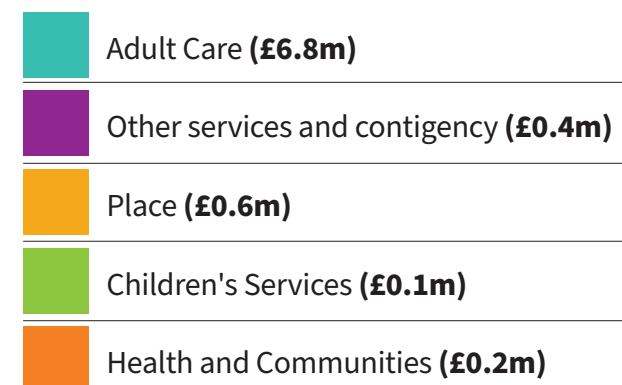 Adult Care (£6.8m)
Other services and contigency (£0.4m)
Place (£0.6m)
Children's Services (£0.1m)
Health and Communities (£0.2m)